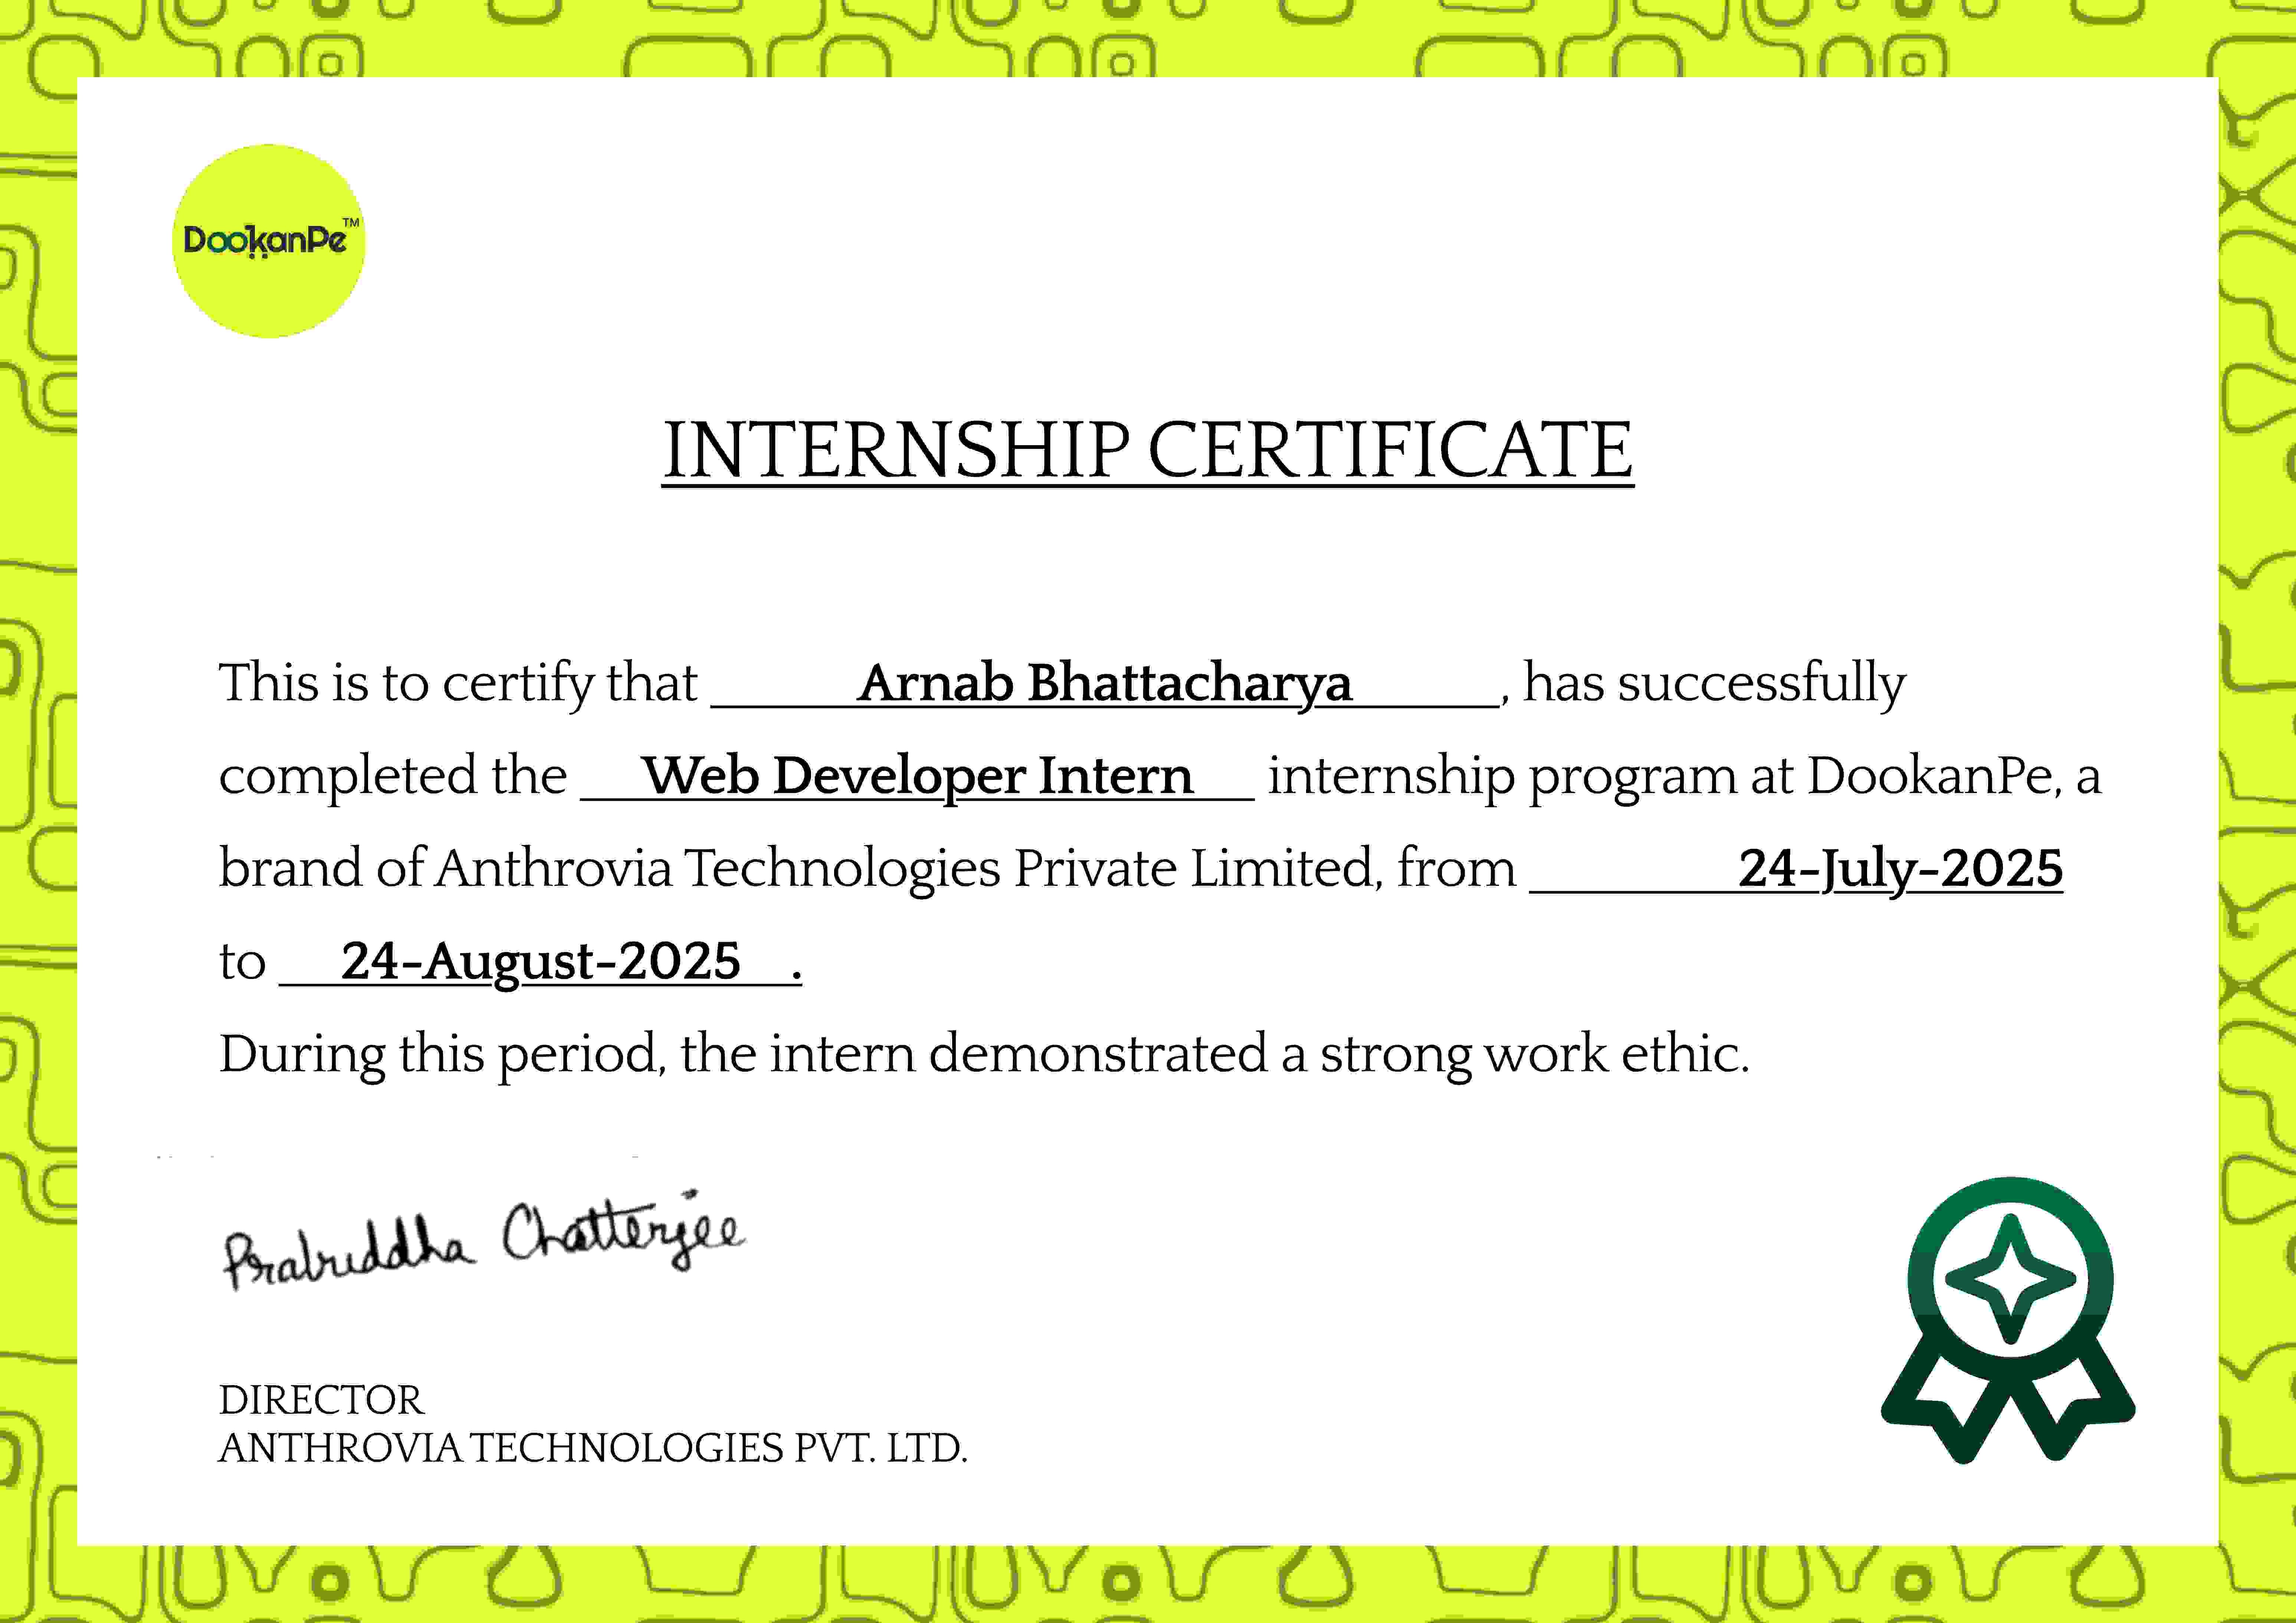 DookanPe™
INTERNSHIP CERTIFICATE
This is to certify that Arnab Bhattacharya, has successfully
completed the Web Developer Intern internship program at DookanPe, a
brand of Anthrovia Technologies Private Limited, from 24-July-2025
to 24-August-2025 .
During this period, the intern demonstrated a strong work ethic.
Prabuddha Chatterjee
DIRECTOR
ANTHROVIA TECHNOLOGIES PVT. LTD.